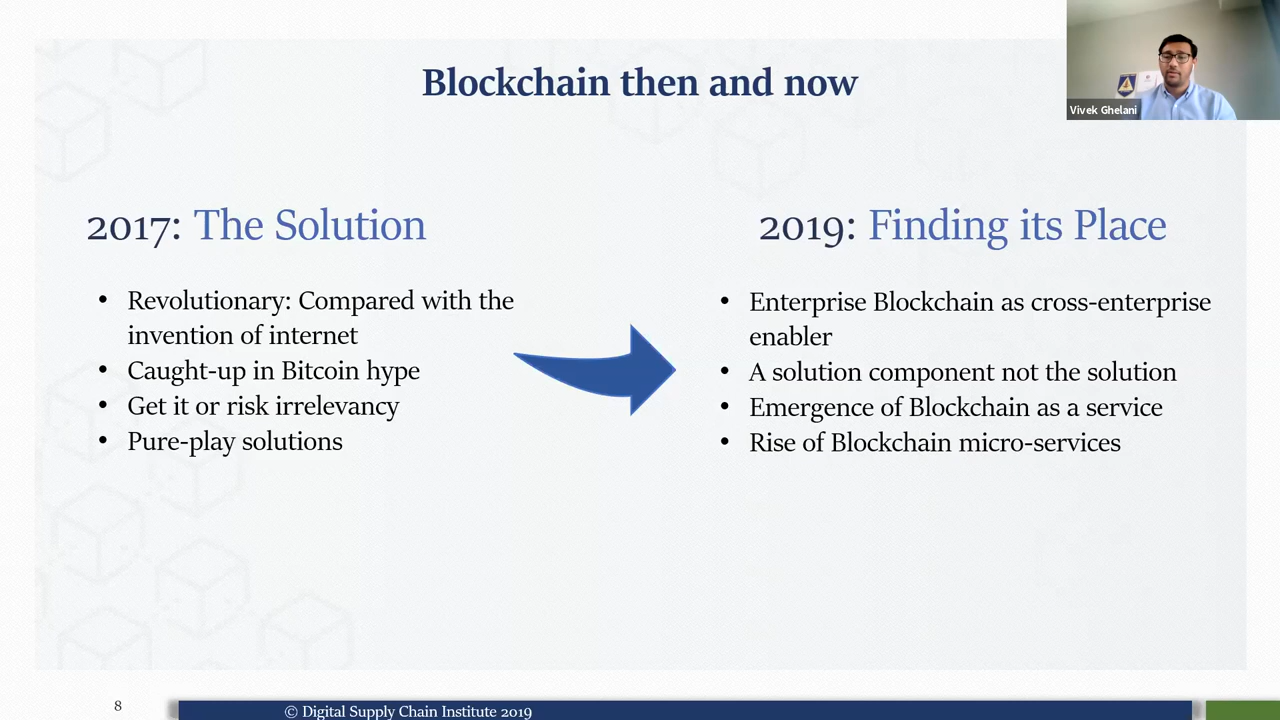 Blockchain then and now
Vivek Ghelani
2017: The Solution
• Revolutionary: Compared with the
invention of internet
• Caught-up in Bitcoin hype
• Get it or risk irrelevancy
• Pure-play solutions
2019: Finding its Place
• Enterprise Blockchain as cross-enterprise
enabler
• A solution component not the solution
• Emergence of Blockchain as a service
• Rise of Blockchain micro-services
8
© Digital Supply Chain Institute 2019